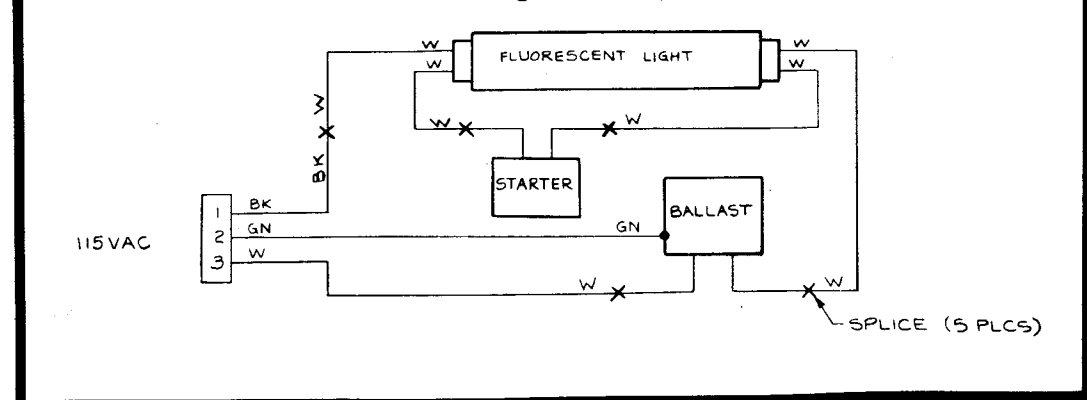 W
W
FLUORESCENT LIGHT
W
W
W
W
W
BK
STARTER
BALLAST
1 BK
2 GN
GN
3 W
115VAC
W
W
SPLICE (5 PLCS)